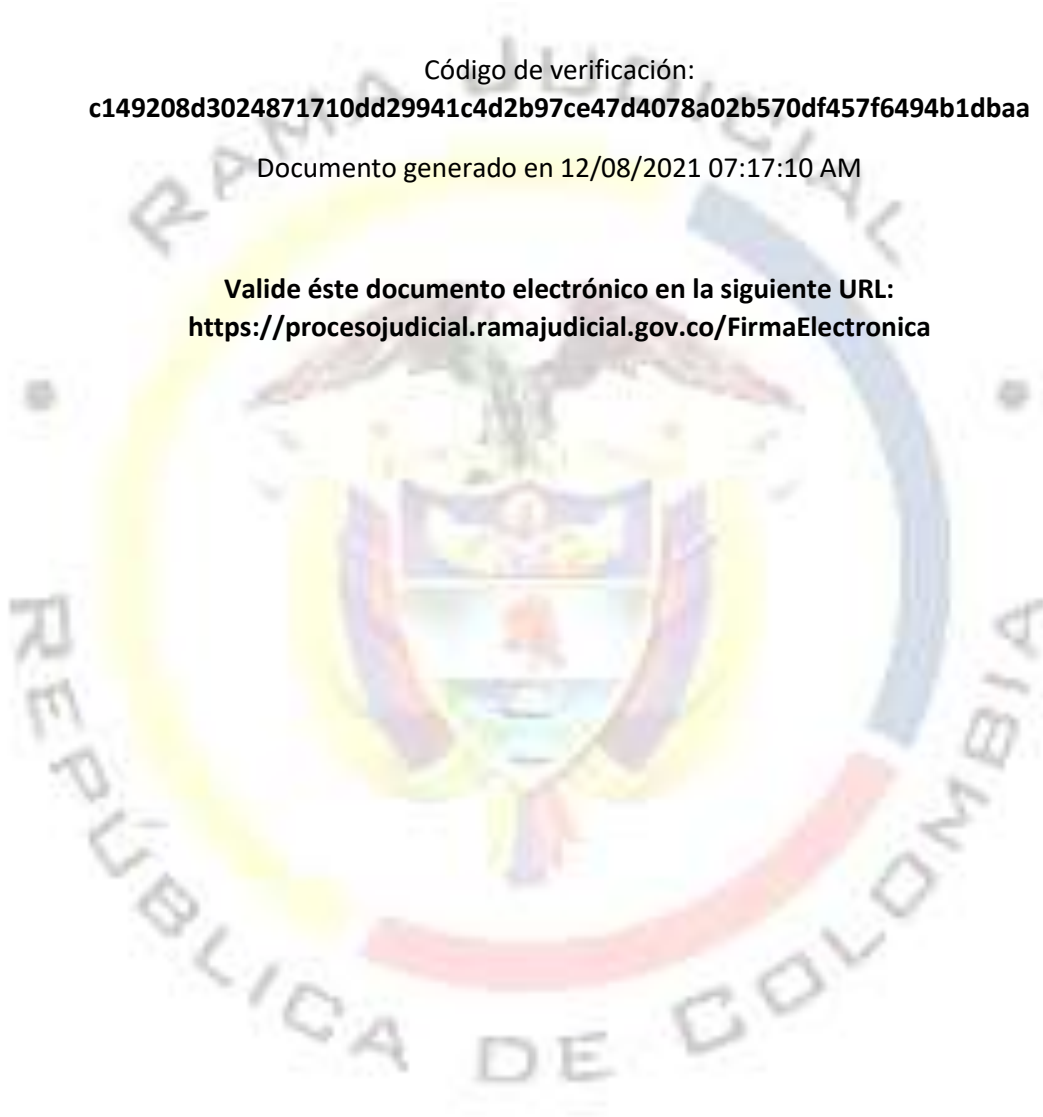 Código de verificación:
c149208d3024871710dd29941c4d2b97ce47d4078a02b570df457f6494b1dbaa
Documento generado en 12/08/2021 07:17:10 AM
Valide éste documento electrónico en la siguiente URL:
https://procesojudicial.ramajudicial.gov.co/FirmaElectronica
RAMA JUDICIAL
REPÚBLICA DE COLOMBIA